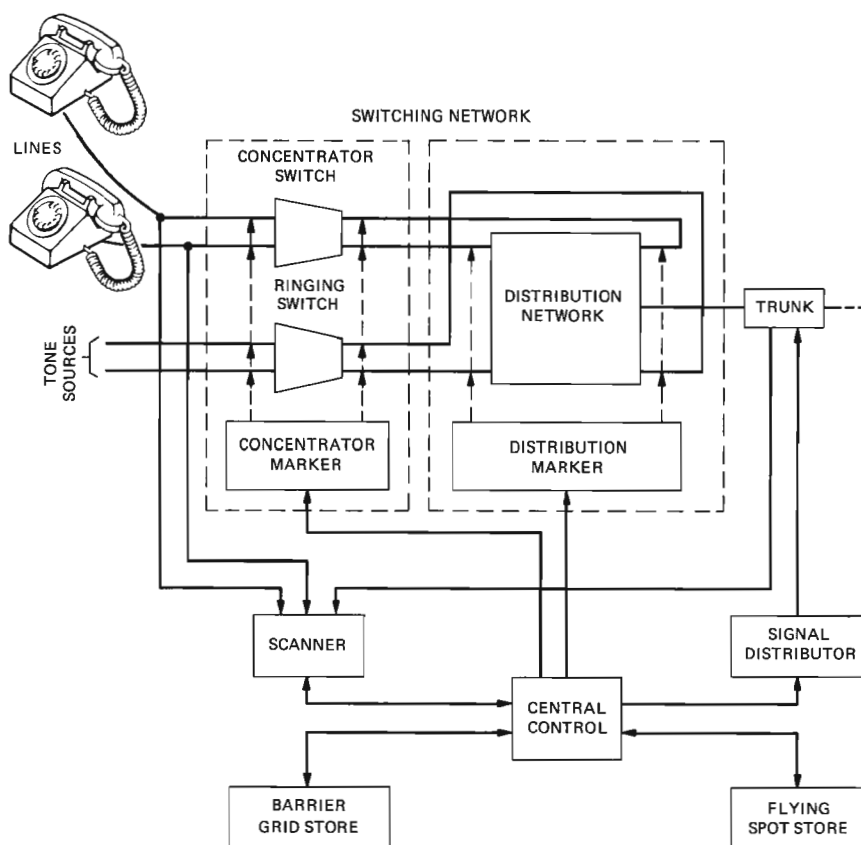 SWITCHING NETWORK
LINES
CONCENTRATOR
SWITCH
RINGING
SWITCH
DISTRIBUTION
NETWORK
TRUNK
TONE
SOURCES
CONCENTRATOR
MARKER
DISTRIBUTION
MARKER
SCANNER
SIGNAL
DISTRIBUTOR
CENTRAL
CONTROL
BARRIER
GRID STORE
FLYING
SPOT STORE